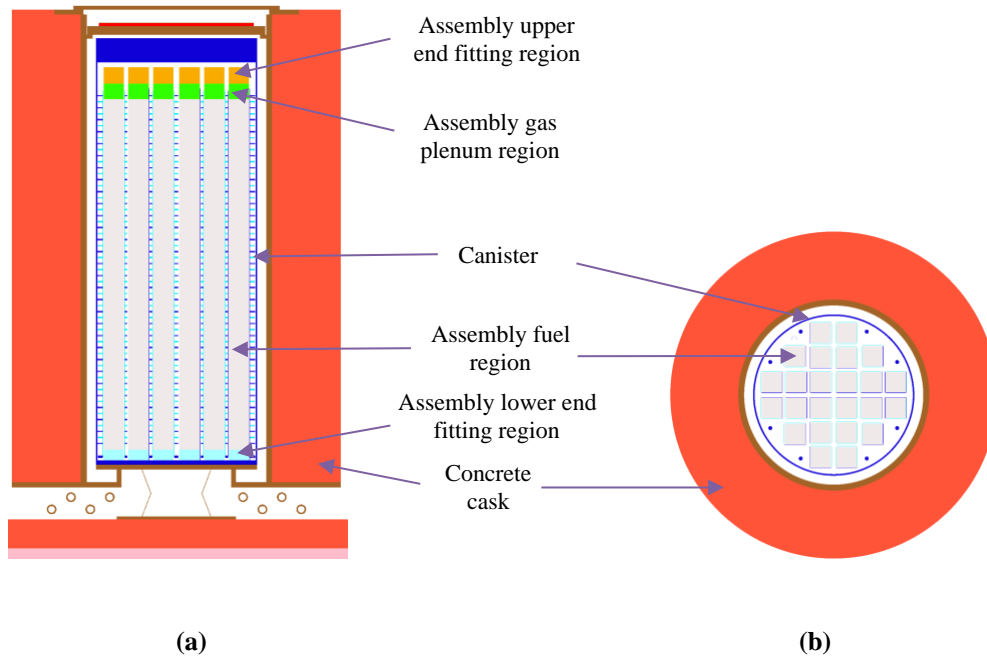 Assembly upper
end fitting region
Assembly gas
plenum region
Canister
Assembly fuel
region
Assembly lower end
fitting region
Concrete
cask
(a)
(b)